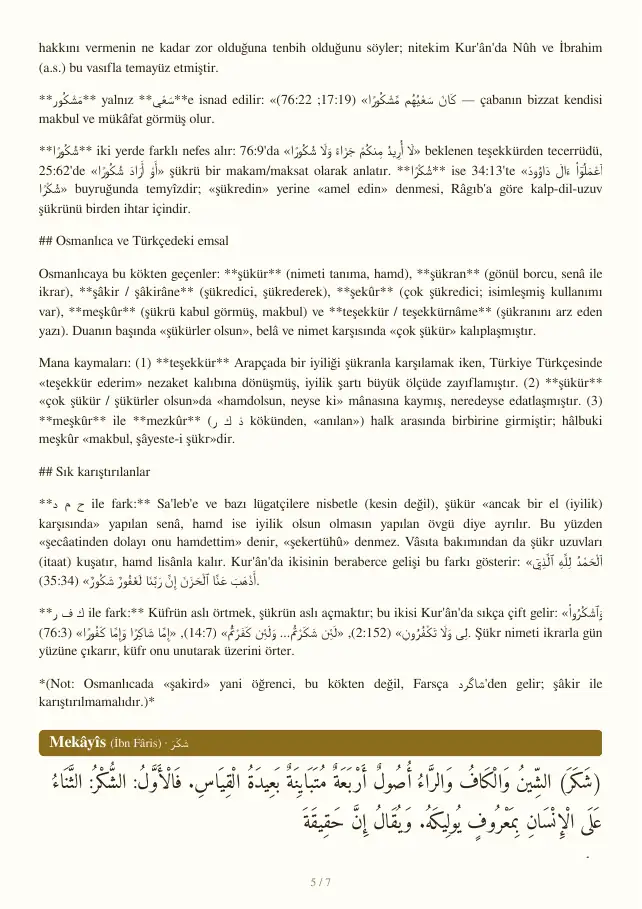 hakkını vermenin ne kadar zor olduğuna tenbih olduğunu söyler; nitekim Kur'ân'da Nûh ve İbrahim
(a.s.) bu vasıfla temayüz etmiştir.
**مَشْكُور** yalnız **سَعْى**e isnad edilir: «كَانَ سَعْيُهُم مَّشْكُورًا» (17:19; 76:22) — çabanın bizzat kendisi
makbul ve mükâfat görmüş olur.
**شُكُورًا** iki yerde farklı nefes alır: 76:9'da «لَا نُرِيدُ مِنكُمْ جَزَآءً وَلَا شُكُورًا» beklenen teşekkürden tecerrüdü,
25:62'de «أَوْ أَرَادَ شُكُورًا» şükrü bir makam/maksat olarak anlatır. **شُكْرًا** ise 34:13'te «ٱعْمَلُوٓا۟ ءَالَ دَاوُۥدَ
شُكْرًا» buyruğunda temyîzdir; «şükredin» yerine «amel edin» denmesi, Râgıb'a göre kalp-dil-uzuv
şükrünü birden ihtar içindir.
## Osmanlıca ve Türkçedeki emsal
Osmanlıcaya bu kökten geçenler: **şükür** (nimeti tanıma, hamd), **şükran** (gönül borcu, senâ ile
ikrar), **şâkir / şâkirâne** (şükredici, şükrederek), **şekûr** (çok şükredici; isimleşmiş kullanımı
var), **meşkûr** (şükrü kabul görmüş, makbul) ve **teşekkür / teşekkürnâme** (şükranını arz eden
yazı). Duanın başında «şükürler olsun», belâ ve nimet karşısında «çok şükür» kalıplaşmıştır.
Mana kaymaları: (1) **teşekkür** Arapçada bir iyiliği şükranla karşılamak iken, Türkiye Türkçesinde
«teşekkür ederim» nezaket kalıbına dönüşmüş, iyilik şartı büyük ölçüde zayıflamıştır. (2) **şükür**
«çok şükür / şükürler olsun»da «hamdolsun, neyse ki» mânasına kaymış, neredeyse edatlaşmıştır. (3)
**meşkûr** ile **mezkûr** (ذ ك ر kökünden, «anılan») halk arasında birbirine girmiştir; hâlbuki
meşkûr «makbul, şâyeste-i şükr»dir.
## Sık karıştırılanlar
**ح م د ile fark:** Sa'leb'e ve bazı lügatçilere nisbetle (kesin değil), şükür «ancak bir el (iyilik)
karşısında» yapılan senâ, hamd ise iyilik olsun olmasın yapılan övgü diye ayrılır. Bu yüzden
«şecâatinden dolayı onu hamdettim» denir, «şekertühû» denmez. Vâsıta bakımından da şükür uzuvları
(itaat) kuşatır, hamd lisânla kalır. Kur'ân'da ikisinin beraberce gelişi bu farkı gösterir: «ٱلْحَمْدُ لِلَّهِ ٱلَّذِىٓ
أَذْهَبَ عَنَّا ٱلْحَزَنَ إِنَّ رَبَّنَا لَغَفُورٌ شَكُورٌ» (35:34).
**ك ف ر ile fark:** Küfrün aslı örtmek, şükrün aslı açmaktır; bu ikisi Kur'ân'da sıkça çift gelir: «وَٱشْكُرُوا۟
لِى وَلَا تَكْفُرُونِ» (2:152), «لَئِن شَكَرْتُمْ... وَلَئِن كَفَرْتُمْ» (14:7), «إِمَّا شَاكِرًا وَإِمَّا كَفُورًا» (76:3). Şükr nimeti ikrarla gün
yüzüne çıkarır, küfr onu unutarak üzerini örter.
*(Not: Osmanlıcada «şakird» yani öğrenci, bu kökten değil, Farsça شاگرد'den gelir; şâkir ile
karıştırılmamalıdır.)*
Mekâyîs (İbn Fâris) · شكر
(شَكَرَ) الشِّينُ وَالْكَافُ وَالرَّاءُ أُصُولٌ أَرْبَعَةٌ مُتَبَايِنَةٌ بَعِيدَةُ الْقِيَاسِ. فَالْأَوَّلُ: الشُّكْرُ: الثَّنَاءُ
عَلَى الْإِنْسَانِ بِمَعْرُوفٍ يُولِيكَهُ. وَيُقَالُ إِنَّ حَقِيقَةَ
5 / 7